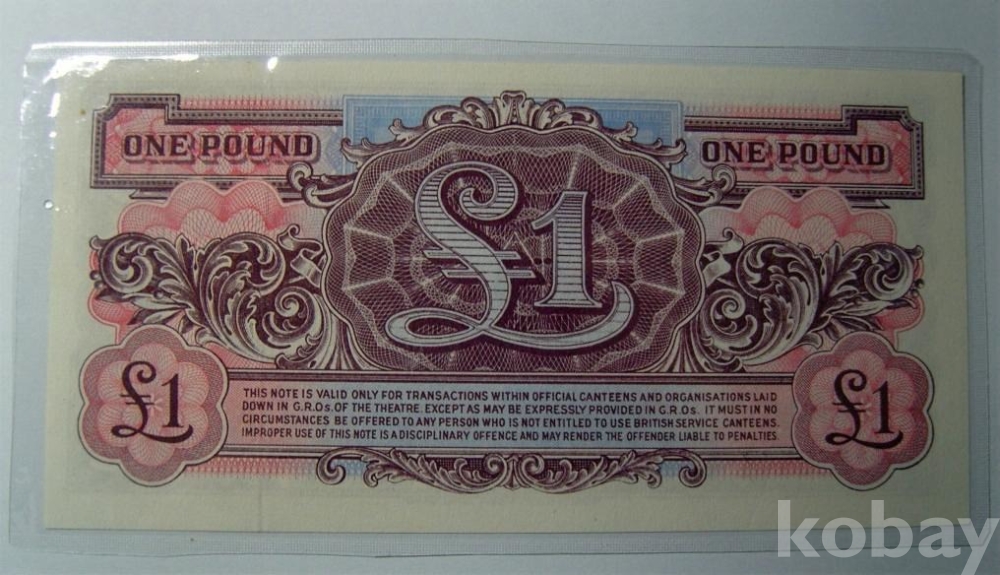 ONE POUND
ONE POUND
£1
£1
£1
THIS NOTE IS VALID ONLY FOR TRANSACTIONS WITHIN OFFICIAL CANTEENS AND ORGANISATIONS LAID
DOWN IN G.R.Os. OF THE THEATRE. EXCEPT AS MAY BE EXPRESSLY PROVIDED IN G.R.Os. IT MUST IN NO
CIRCUMSTANCES BE OFFERED TO ANY PERSON WHO IS NOT ENTITLED TO USE BRITISH SERVICE CANTEENS.
IMPROPER USE OF THIS NOTE IS A DISCIPLINARY OFFENCE AND MAY RENDER THE OFFENDER LIABLE TO PENALTIES.
kobay